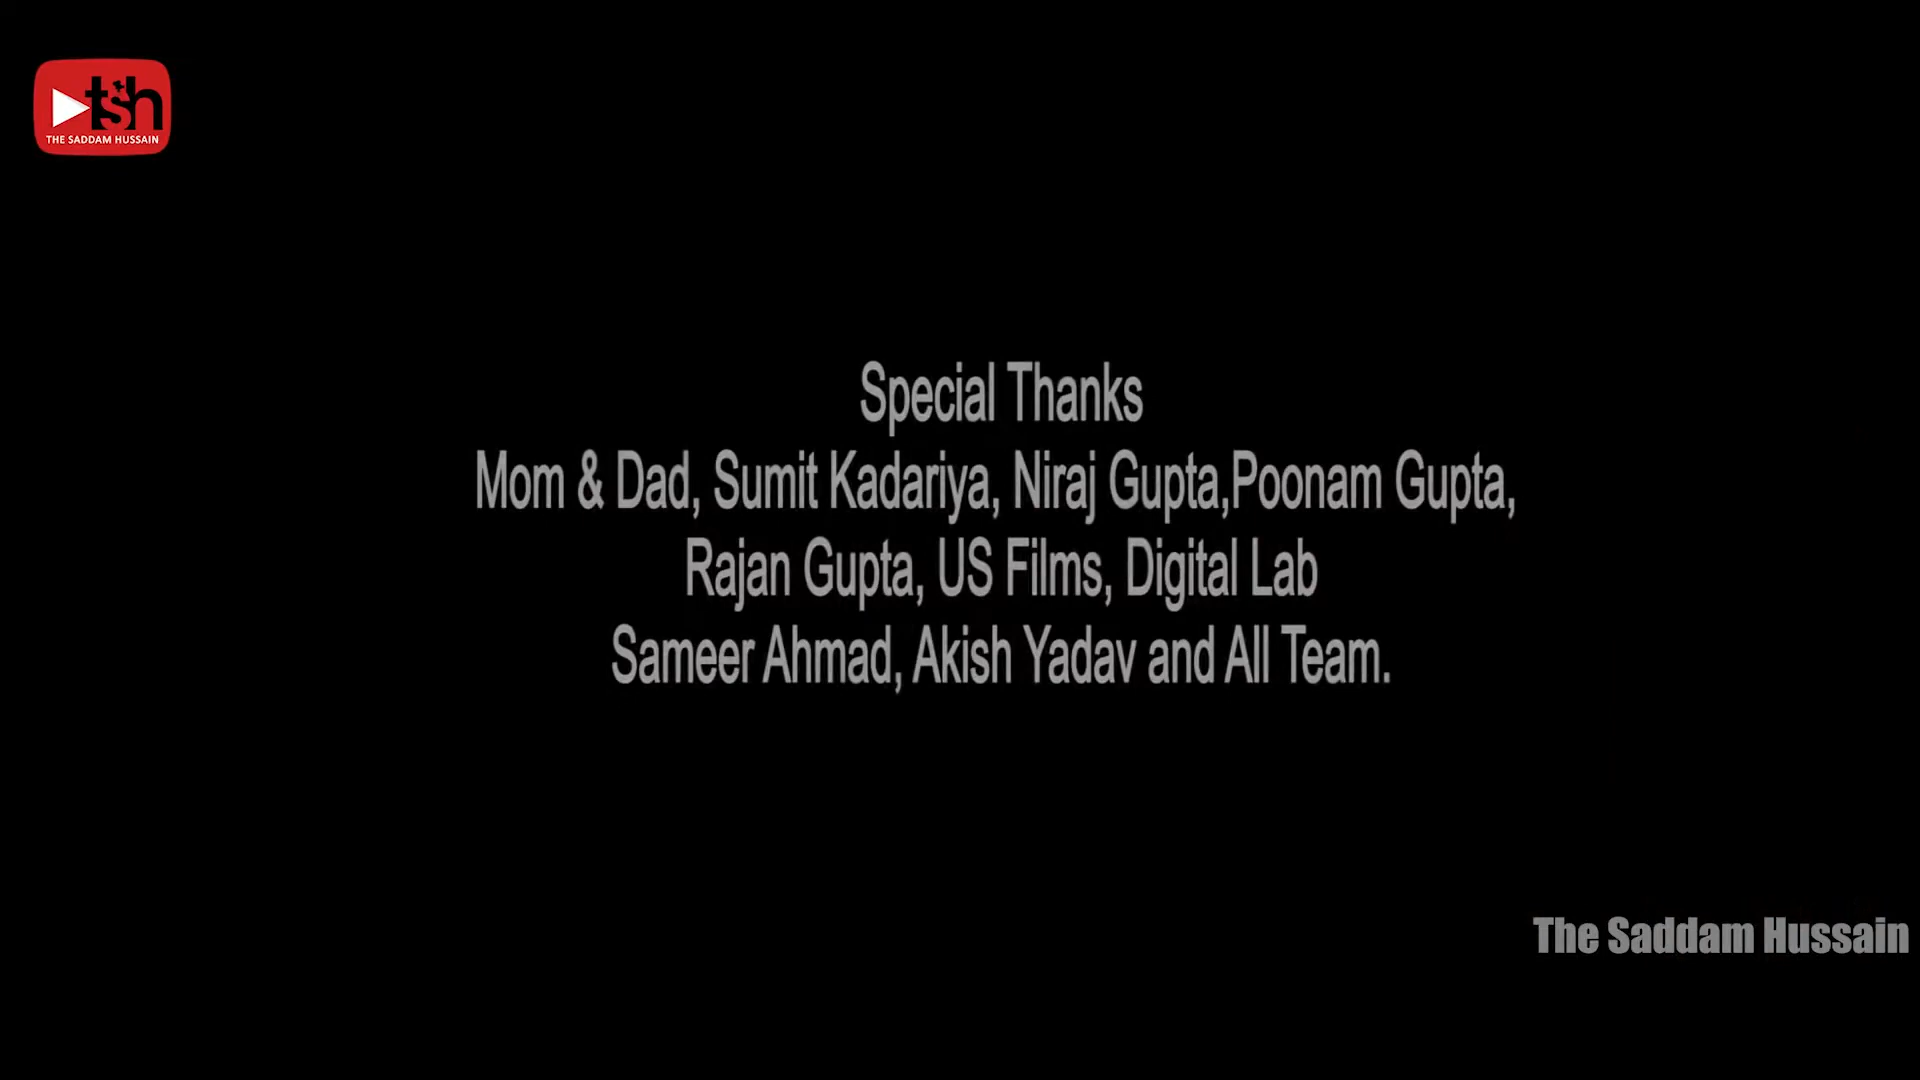 tsh
THE SADDAM HUSSAIN
Special Thanks
Mom & Dad, Sumit Kadariya, Niraj Gupta,Poonam Gupta,
Rajan Gupta, US Films, Digital Lab
Sameer Ahmad, Akish Yadav and All Team.
The Saddam Hussain